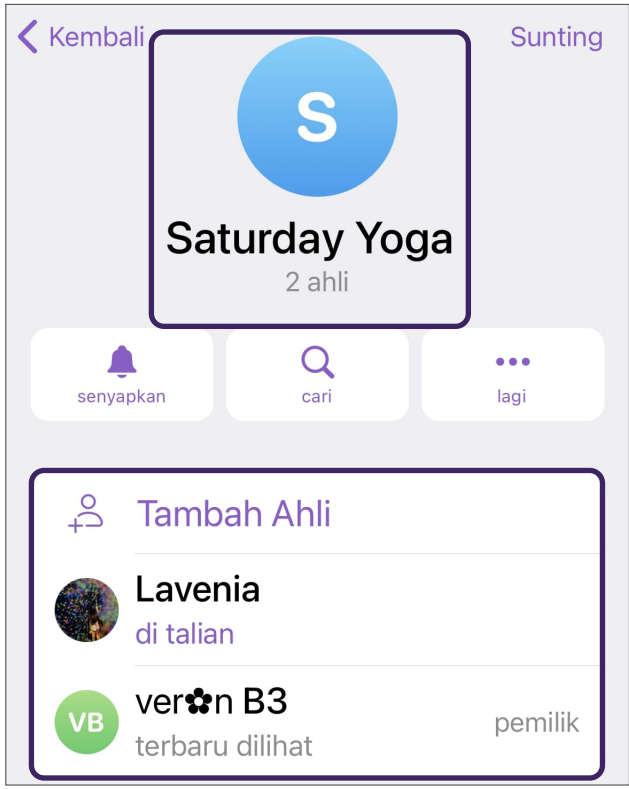 Kembali
Sunting
S
Saturday Yoga
2 ahli
senyapkan
cari
lagi
Tambah Ahli
Lavenia
di talian
VB
ver✿n B3
terbaru dilihat
pemilik